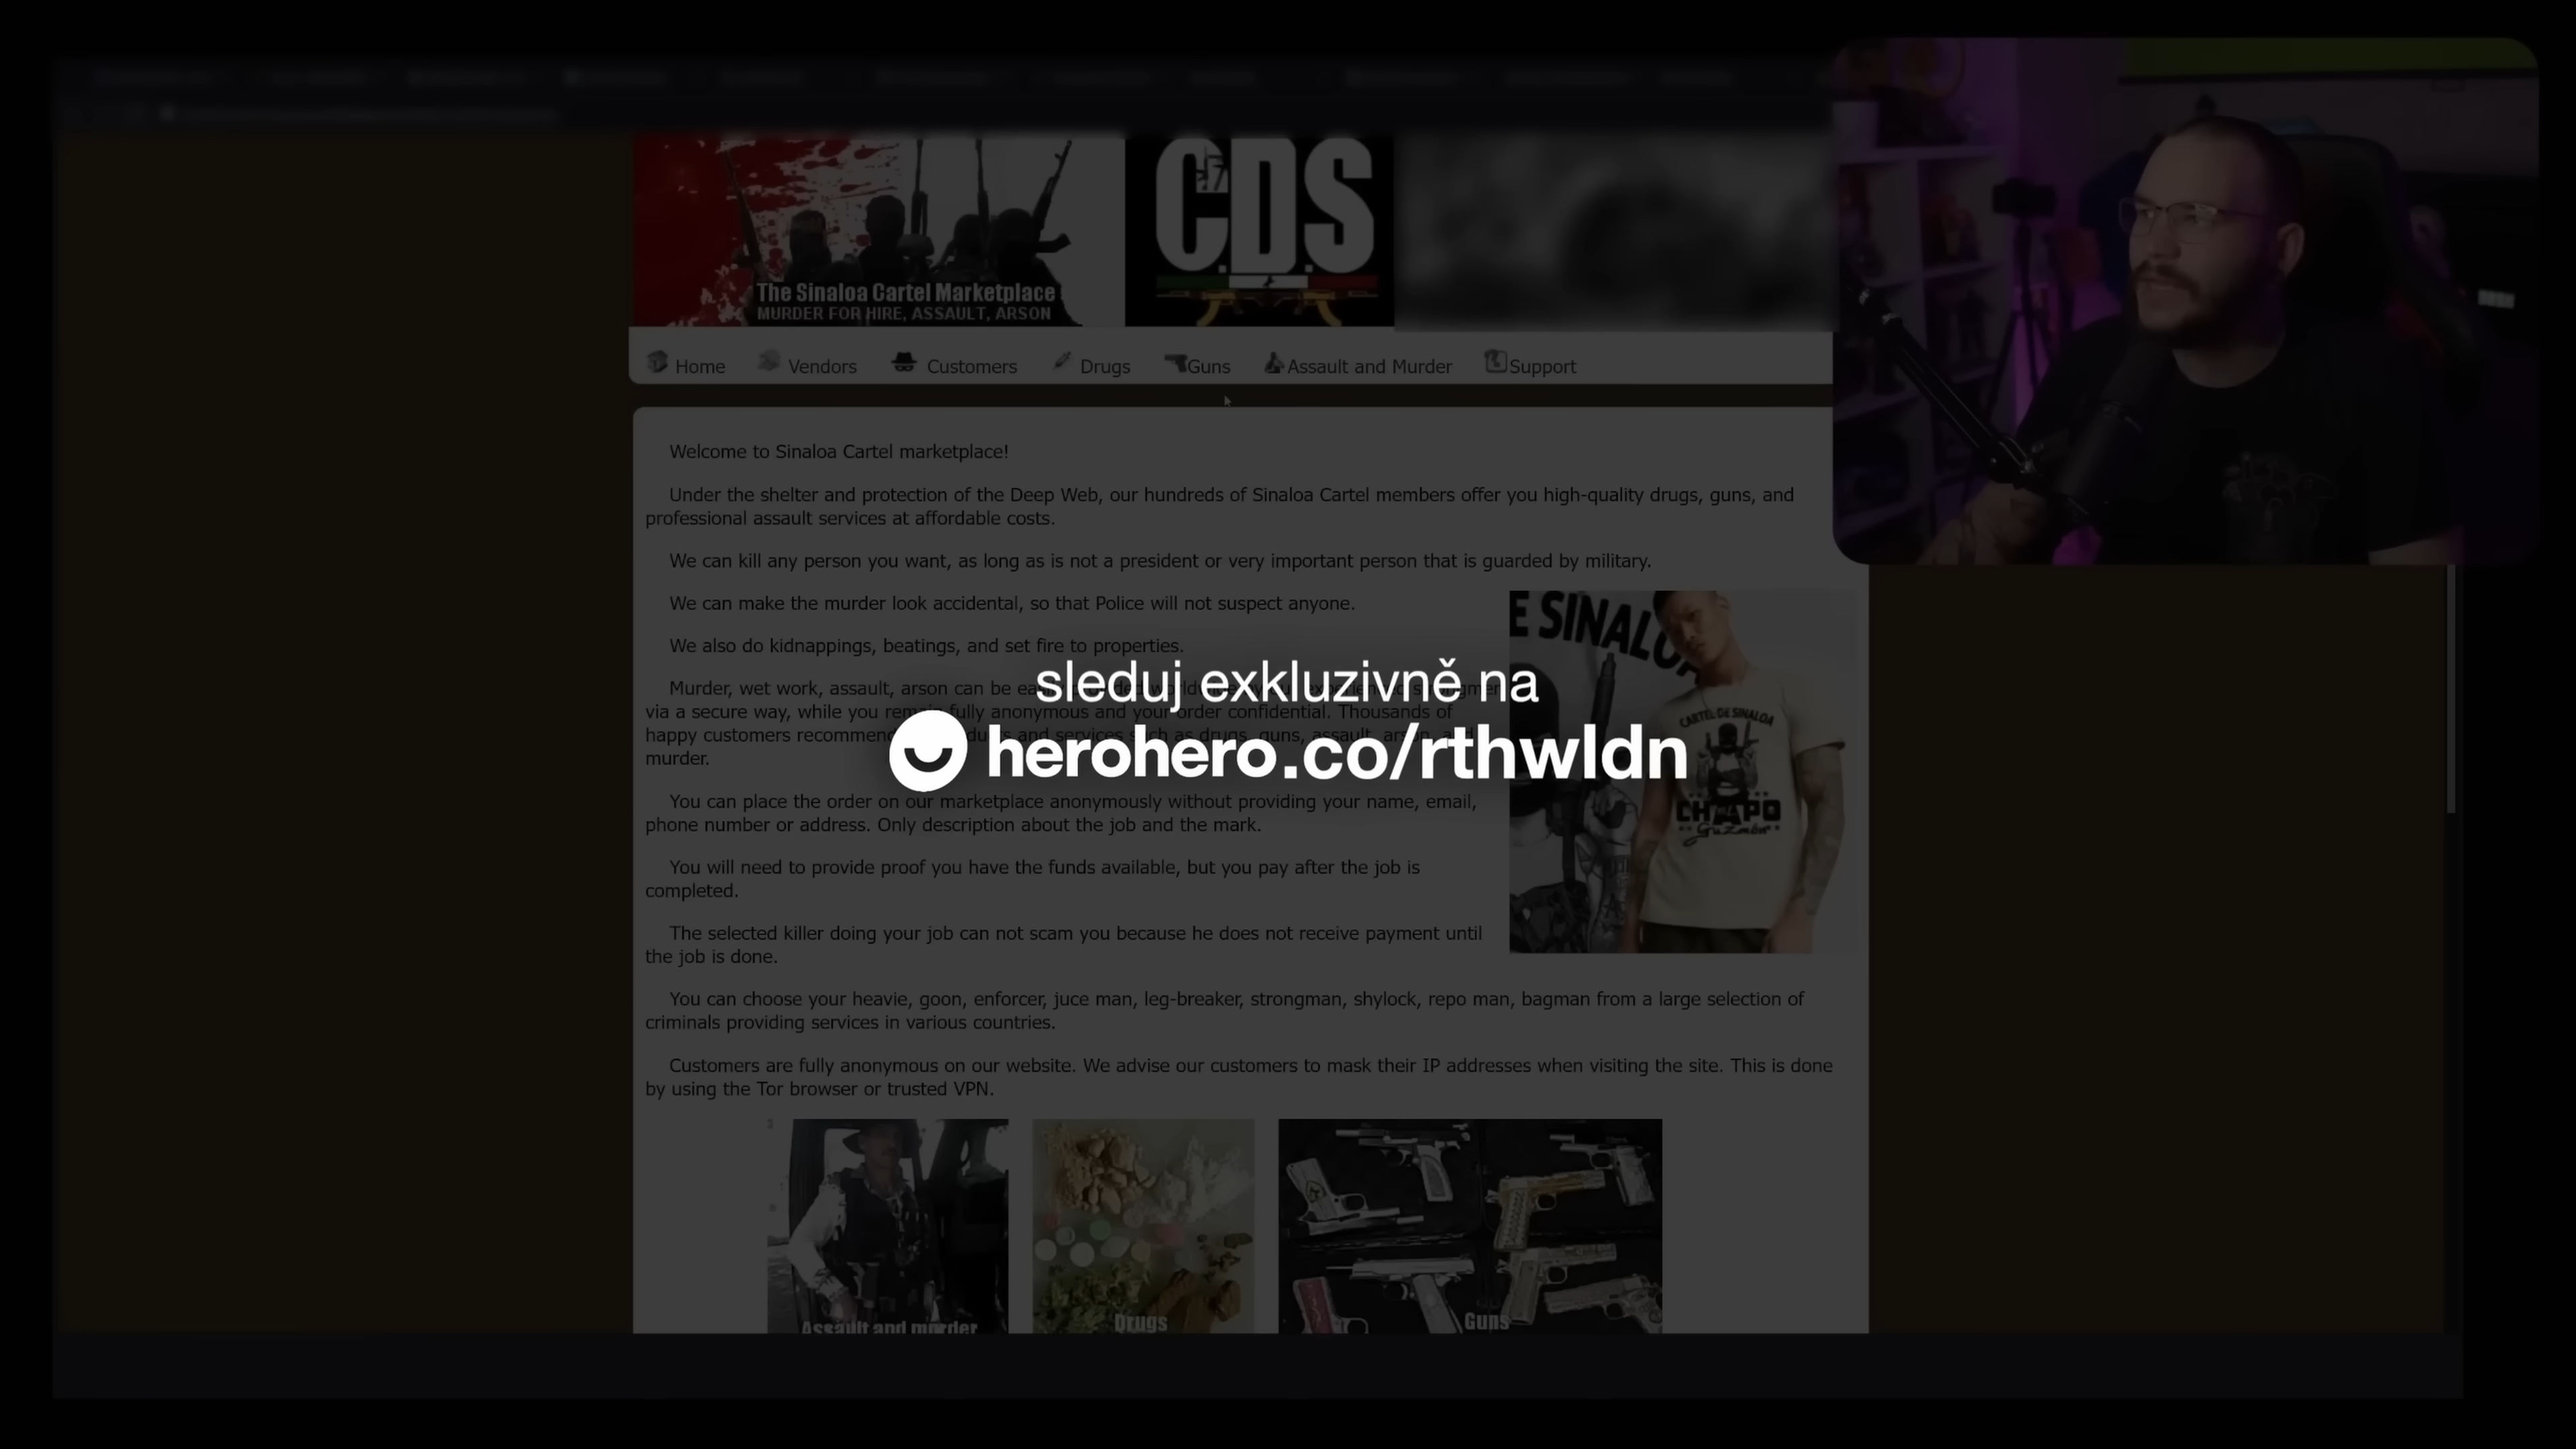 The Sinaloa Cartel Marketplace
MURDER FOR HIRE, ASSAULT, ARSON
C.D.S
Home Vendors Customers Drugs Guns Assault and Murder Support
Welcome to Sinaloa Cartel marketplace!
Under the shelter and protection of the Deep Web, our hundreds of Sinaloa Cartel members offer you high-quality drugs, guns, and
professional assault services at affordable costs.
We can kill any person you want, as long as is not a president or very important person that is guarded by military.
We can make the murder look accidental, so that Police will not suspect anyone.
We also do kidnappings, beatings, and set fire to properties.
Murder, wet work, assault, arson can be
via a secure way, while you remain fully anonymous and your order confidential. Thousands of
happy customers recommend and services such as drugs, guns, assault,
murder.
You can place the order on our marketplace anonymously without providing your name, email,
phone number or address. Only description about the job and the mark.
You will need to provide proof you have the funds available, but you pay after the job is
completed.
The selected killer doing your job can not scam you because he does not receive payment until
the job is done.
E SINALOA
CARTEL DE SINALOA
CHAPO
Guzmán
sleduj exkluzivně na
herohero.co/rthwldn
You can choose your heavie, goon, enforcer, juce man, leg-breaker, strongman, shylock, repo man, bagman from a large selection of
criminals providing services in various countries.
Customers are fully anonymous on our website. We advise our customers to mask their IP addresses when visiting the site. This is done
by using the Tor browser or trusted VPN.
Assault and murder
Drugs
Guns